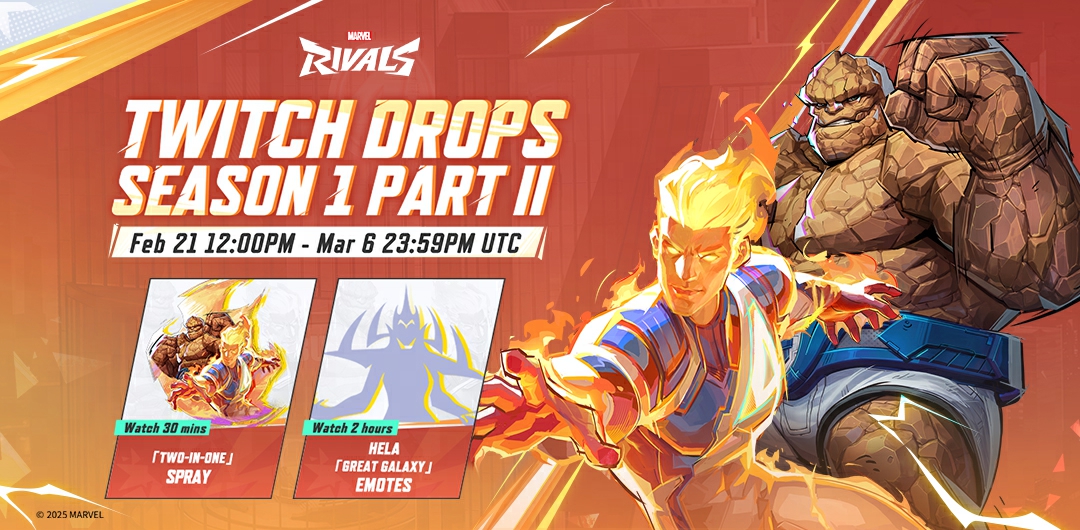 MARVEL
RIVALS
TWITCH DROPS
SEASON 1 PART II
Feb 21 12:00PM - Mar 6 23:59PM UTC
Watch 30 mins
「TWO-IN-ONE」
SPRAY
Watch 2 hours
HELA
「GREAT GALAXY」
EMOTES
© 2025 MARVEL